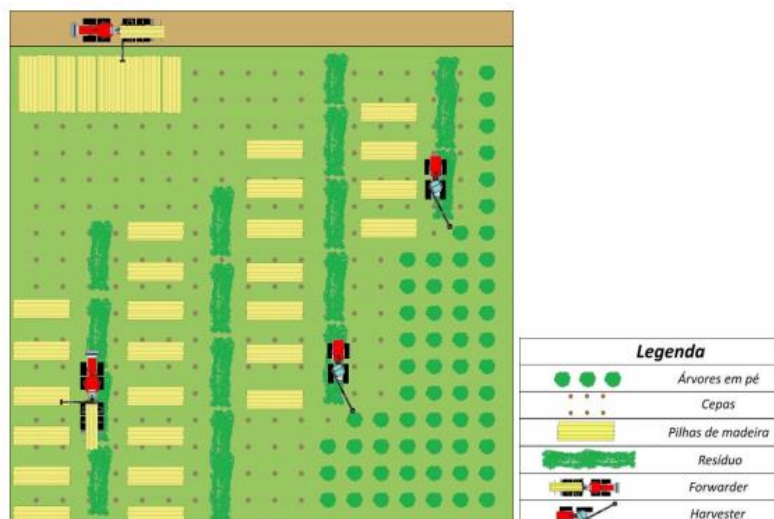 Legenda
Árvores em pé
Cepas
Pilhas de madeira
Resíduo
Forwarder
Harvester